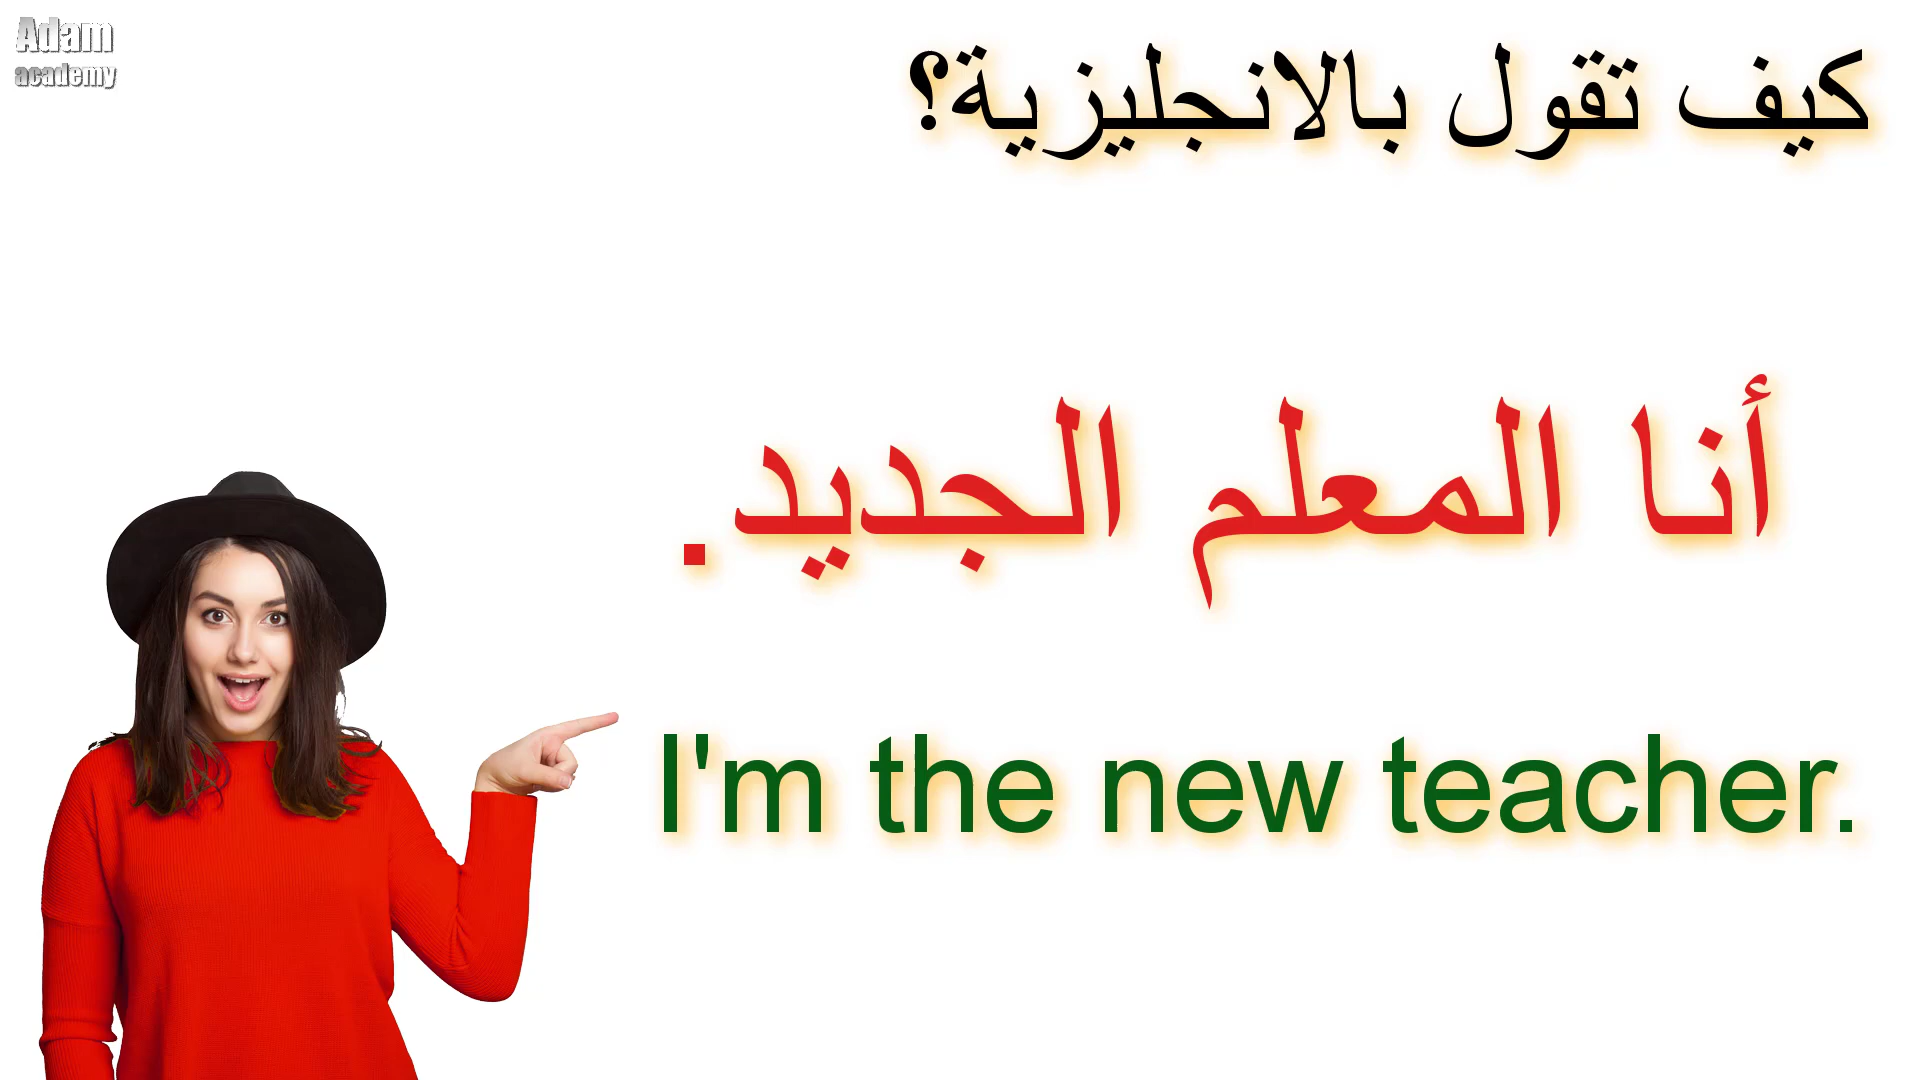 Adam
academy
كيف تقول بالانجليزية؟
أنا المعلم الجديد.
I'm the new teacher.